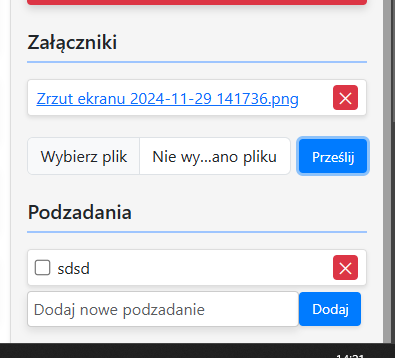 Załączniki
Zrzut ekranu 2024-11-29 141736.png
Wybierz plik Nie wy...ano pliku Prześlij
Podzadania
sdsd
Dodaj nowe podzadanie Dodaj